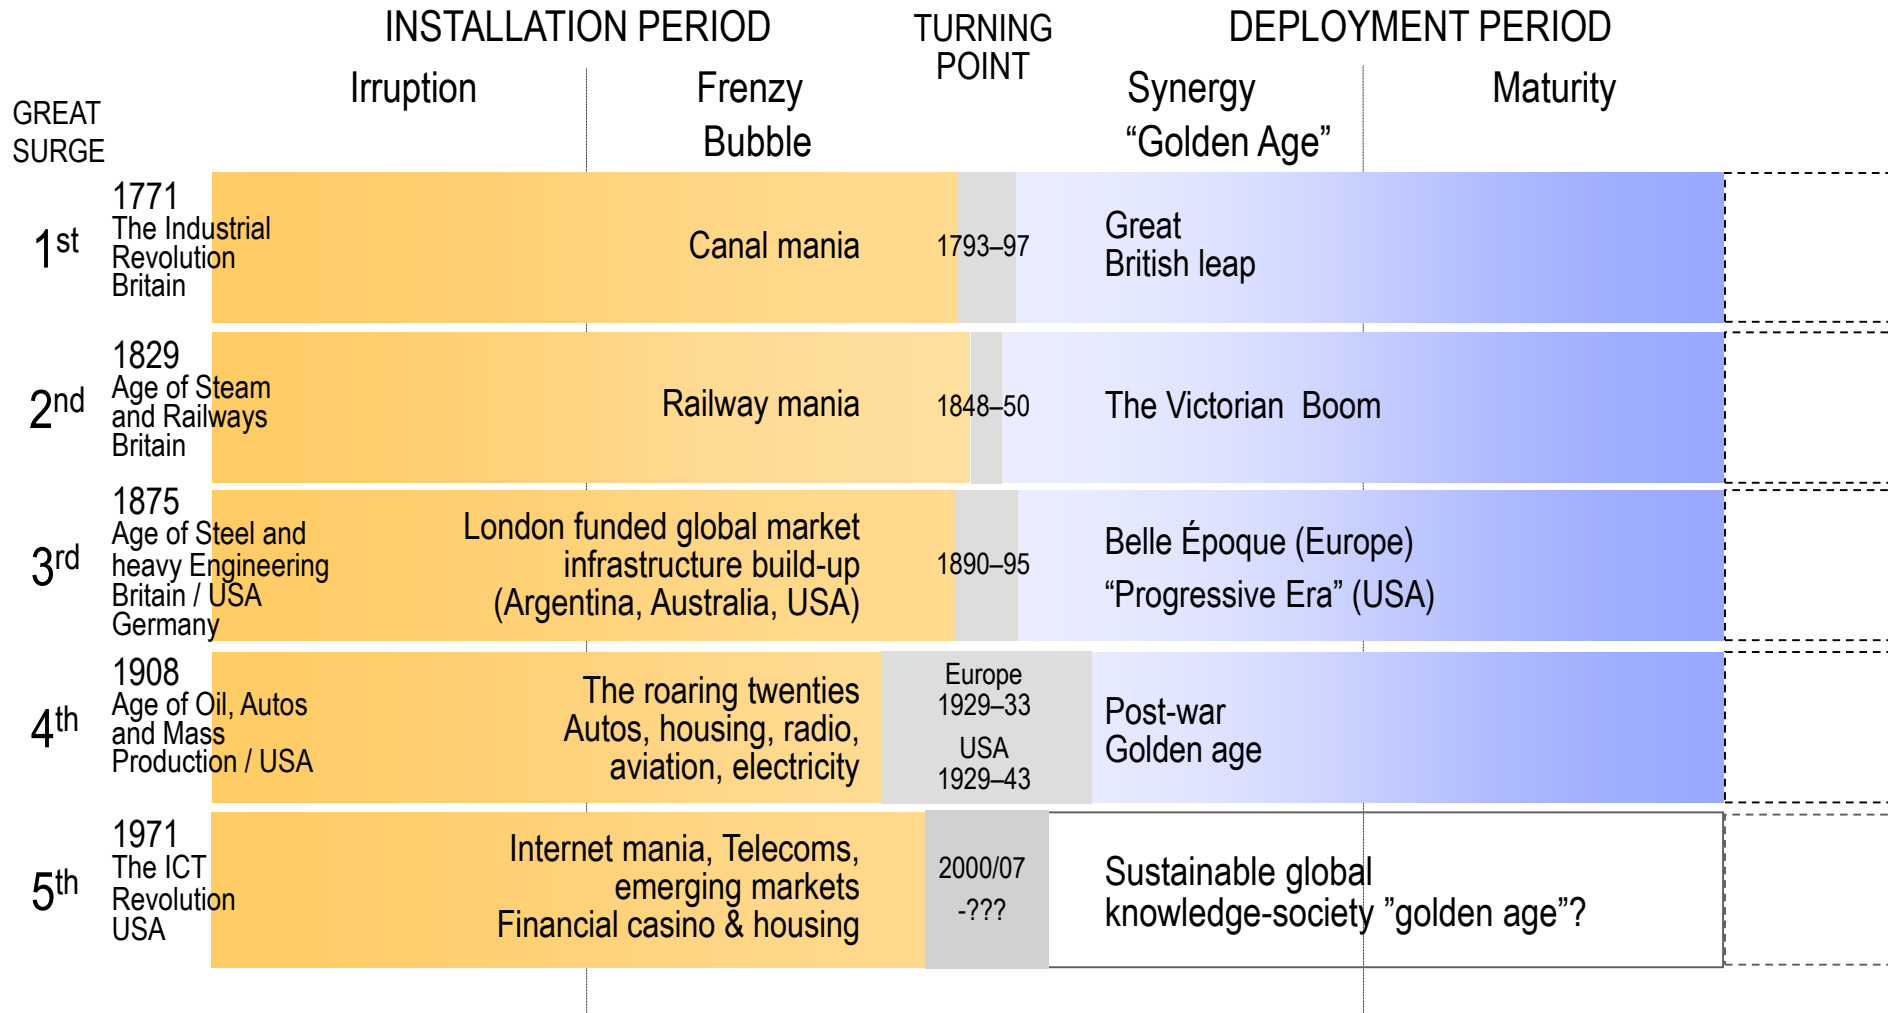 INSTALLATION PERIOD
TURNING
POINT
DEPLOYMENT PERIOD
Irruption
Frenzy
Bubble
Synergy
“Golden Age”
Maturity
GREAT
SURGE
1st
1771
The Industrial
Revolution
Britain
Canal mania
1793–97
Great
British leap
2nd
1829
Age of Steam
and Railways
Britain
Railway mania
1848–50
The Victorian Boom
3rd
1875
Age of Steel and
heavy Engineering
Britain / USA
Germany
London funded global market
infrastructure build-up
(Argentina, Australia, USA)
1890–95
Belle Époque (Europe)
“Progressive Era” (USA)
4th
1908
Age of Oil, Autos
and Mass
Production / USA
The roaring twenties
Autos, housing, radio,
aviation, electricity
Europe
1929–33
USA
1929–43
Post-war
Golden age
5th
1971
The ICT
Revolution
USA
Internet mania, Telecoms,
emerging markets
Financial casino & housing
2000/07
-???
Sustainable global
knowledge-society ”golden age”?